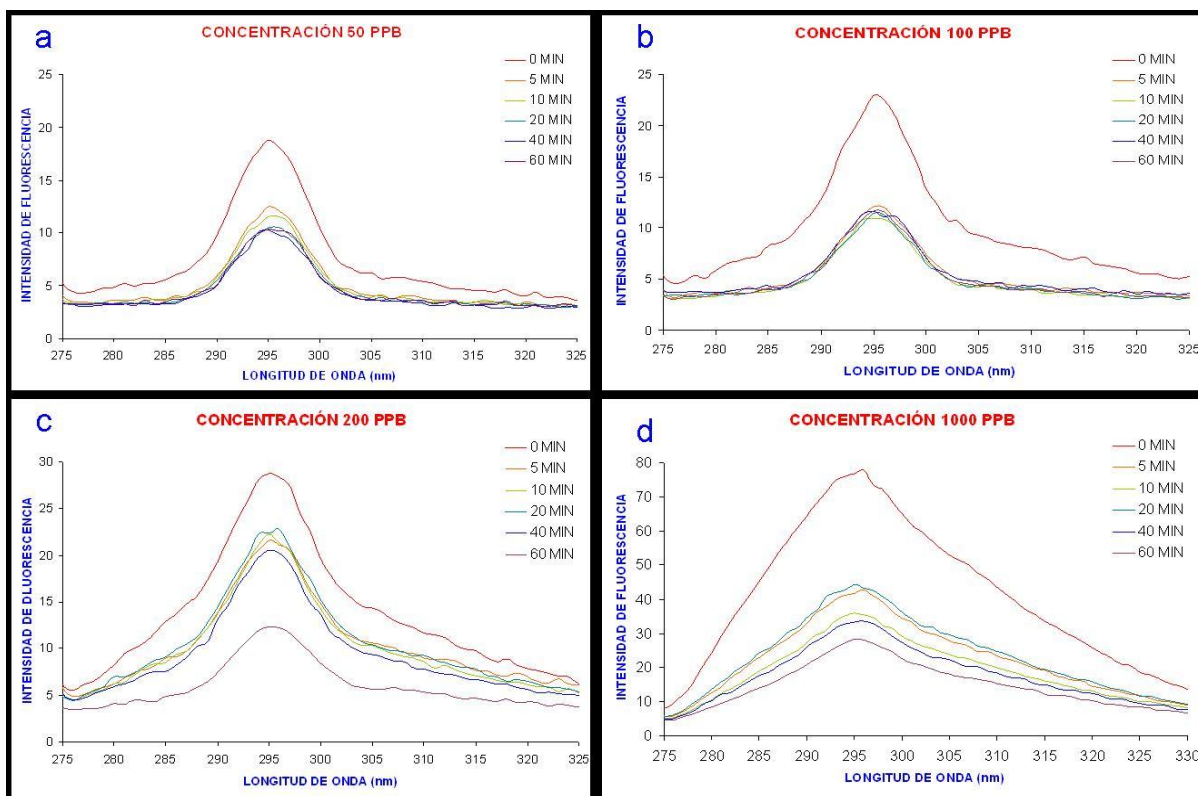 a
CONCENTRACIÓN 50 PPB
INTENSIDAD DE FLUORESCENCIA
25
20
15
10
5
0
0 MIN
5 MIN
10 MIN
20 MIN
40 MIN
60 MIN
275 280 285 290 295 300 305 310 315 320 325
LONGITUD DE ONDA (nm)
b
CONCENTRACIÓN 100 PPB
INTENSIDAD DE FLUORESCENCIA
25
20
15
10
5
0
0 MIN
5 MIN
10 MIN
20 MIN
40 MIN
60 MIN
275 280 285 290 295 300 305 310 315 320 325
LONGITUD DE ONDA (nm)
c
CONCENTRACIÓN 200 PPB
INTENSIDAD DE DLUORESCENCIA
30
25
20
15
10
5
0
0 MIN
5 MIN
10 MIN
20 MIN
40 MIN
60 MIN
275 280 285 290 295 300 305 310 315 320 325
LONGITUD DE ONDA (nm)
d
CONCENTRACIÓN 1000 PPB
INTENSIDAD DE FLUORESCENCIA
80
70
60
50
40
30
20
10
0
0 MIN
5 MIN
10 MIN
20 MIN
40 MIN
60 MIN
275 280 285 290 295 300 305 310 315 320 325 330
LONGITUD DE ONDA (nm)